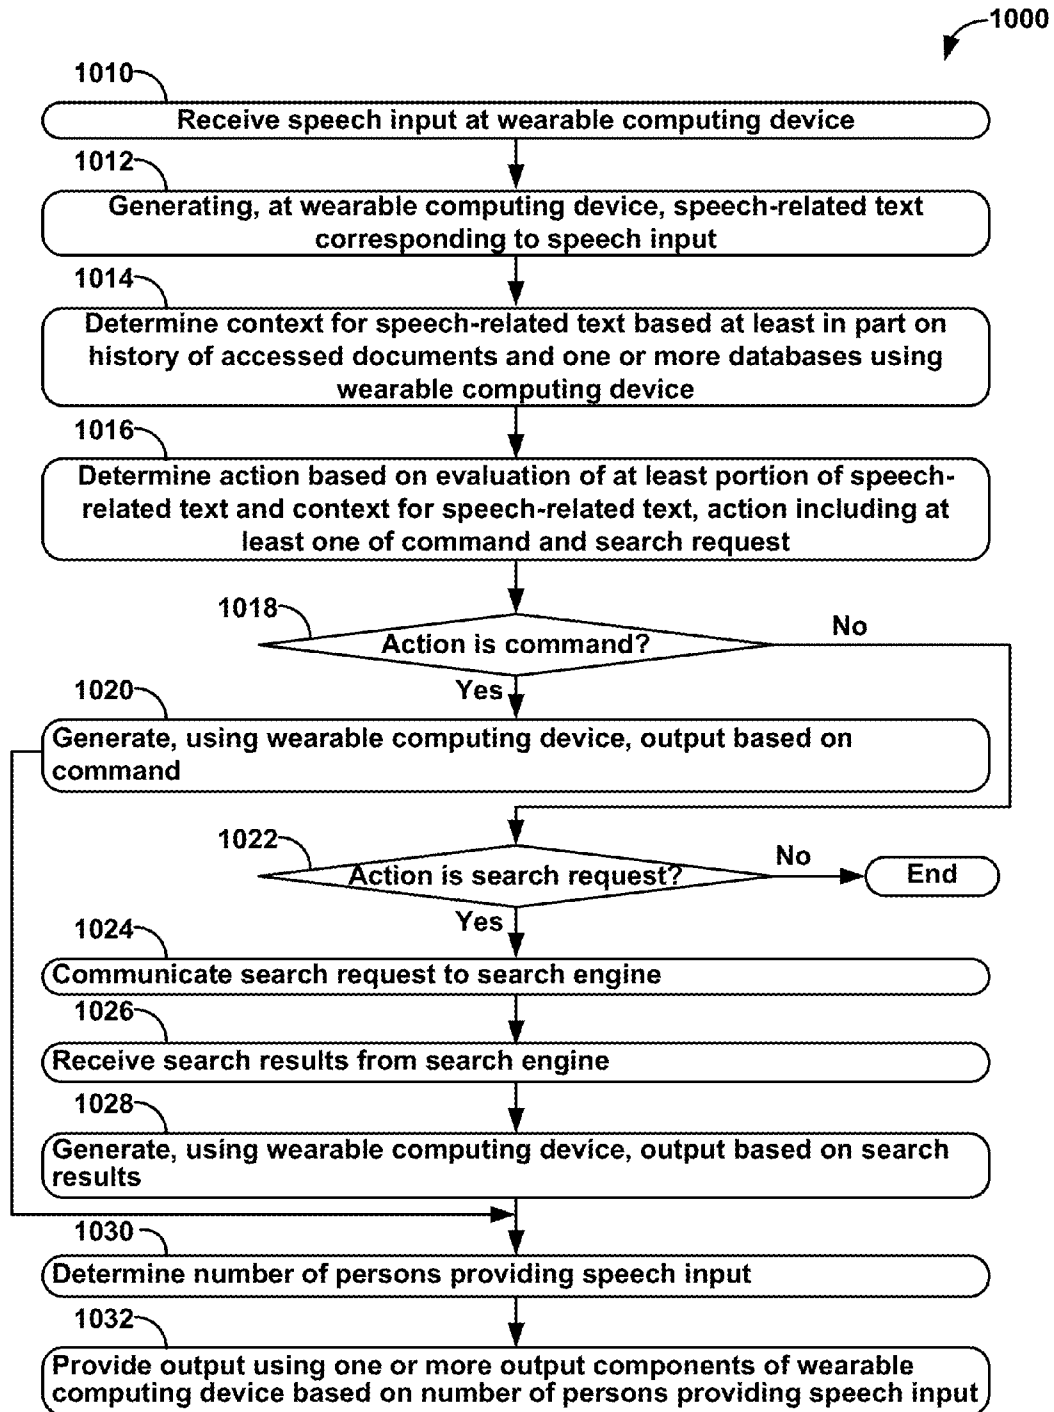 1000
1010
Receive speech input at wearable computing device
1012
Generating, at wearable computing device, speech-related text
corresponding to speech input
1014
Determine context for speech-related text based at least in part on
history of accessed documents and one or more databases using
wearable computing device
1016
Determine action based on evaluation of at least portion of speech-
related text and context for speech-related text, action including at
least one of command and search request
1018
Action is command?
No
Yes
1020
Generate, using wearable computing device, output based on
command
1022
Action is search request?
No
End
Yes
1024
Communicate search request to search engine
1026
Receive search results from search engine
1028
Generate, using wearable computing device, output based on search
results
1030
Determine number of persons providing speech input
1032
Provide output using one or more output components of wearable
computing device based on number of persons providing speech input